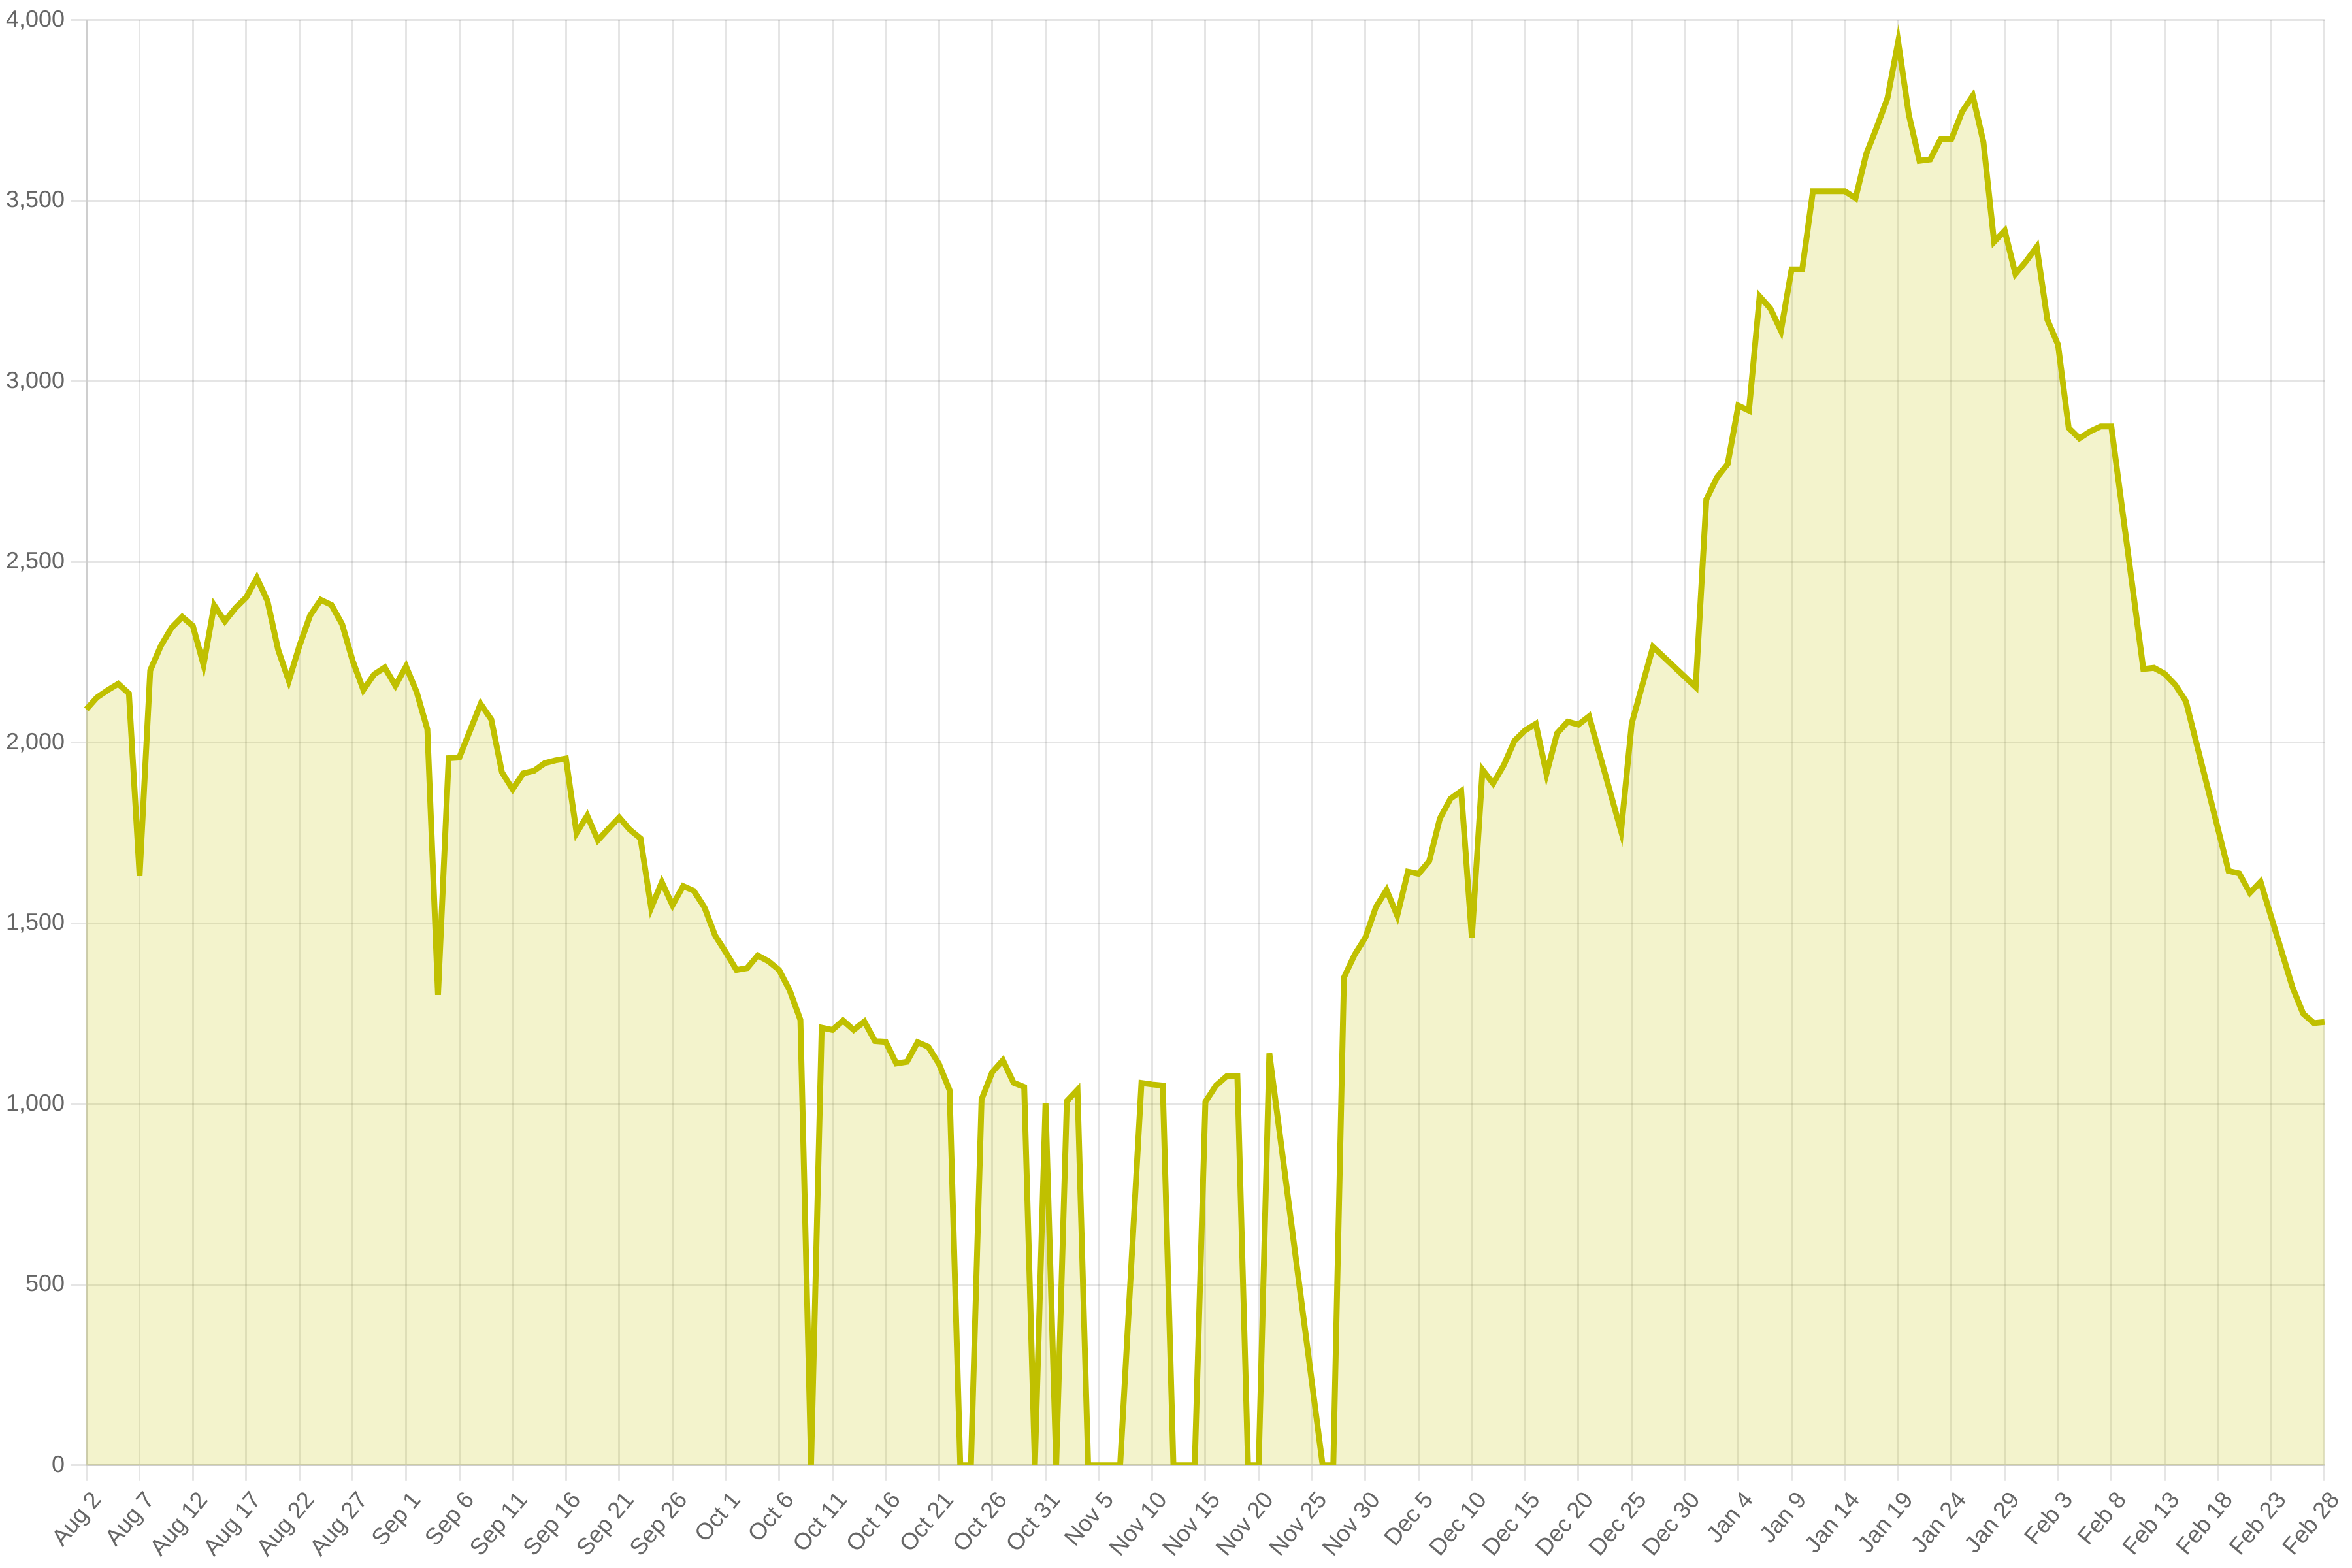 4,000
3,500
3,000
2,500
2,000
1,500
1,000
500
0
Aug 2
Aug 7
Aug 12
Aug 17
Aug 22
Aug 27
Sep 1
Sep 6
Sep 11
Sep 16
Sep 21
Sep 26
Oct 1
Oct 6
Oct 11
Oct 16
Oct 21
Oct 26
Oct 31
Nov 5
Nov 10
Nov 15
Nov 20
Nov 25
Nov 30
Dec 5
Dec 10
Dec 15
Dec 20
Dec 25
Dec 30
Jan 4
Jan 9
Jan 14
Jan 19
Jan 24
Jan 29
Feb 3
Feb 8
Feb 13
Feb 18
Feb 23
Feb 28